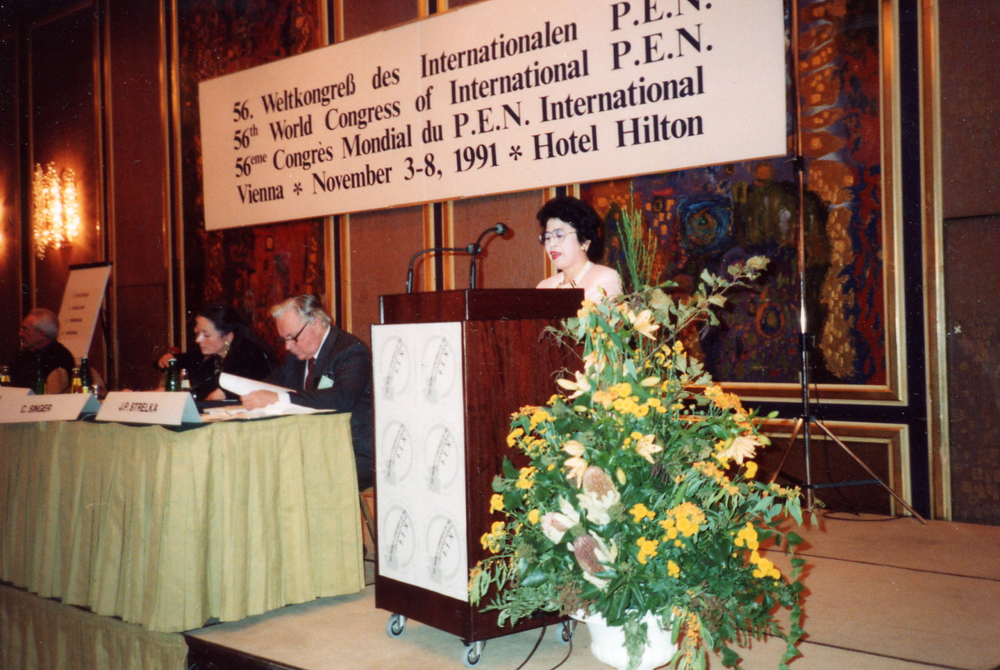 56. Weltkongreß des Internationalen P.E.N.
56th World Congress of International P.E.N.
56eme Congrès Mondial du P.E.N. International
Vienna * November 3-8, 1991 * Hotel Hilton
C. SINGER
J.P. STRELKA